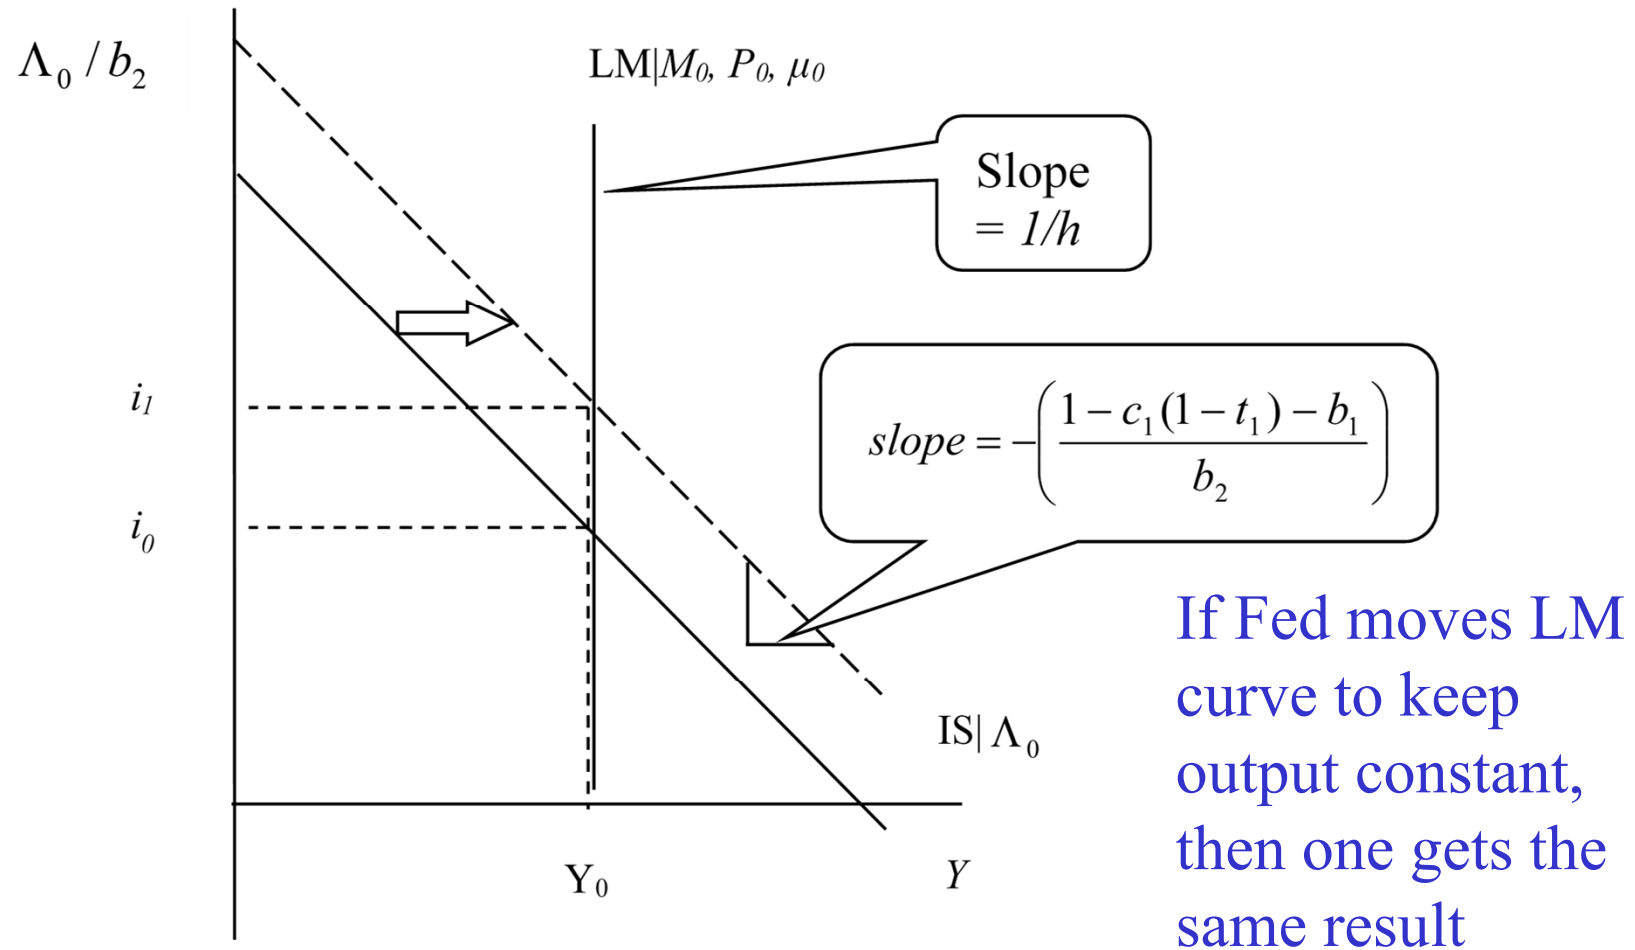 Λ₀ / b₂
LM|M₀, P₀, μ₀
Slope
= 1/h
i₁
slope = −( (1 − c₁(1 − t₁) − b₁) / b₂ )
i₀
If Fed moves LM
curve to keep
output constant,
then one gets the
same result
IS| Λ₀
Y₀
Y